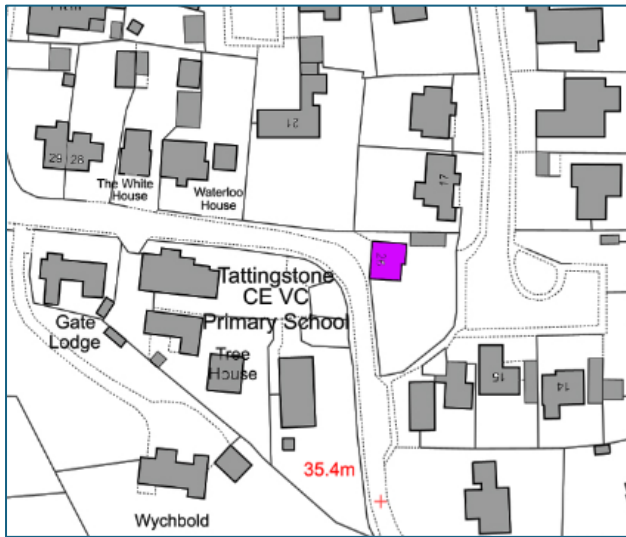 21
29
28
The White
House
Waterloo
House
17
Tattingstone
CE VC
Primary School
Gate
Lodge
Tree
House
15
14
35.4m
Wychbold